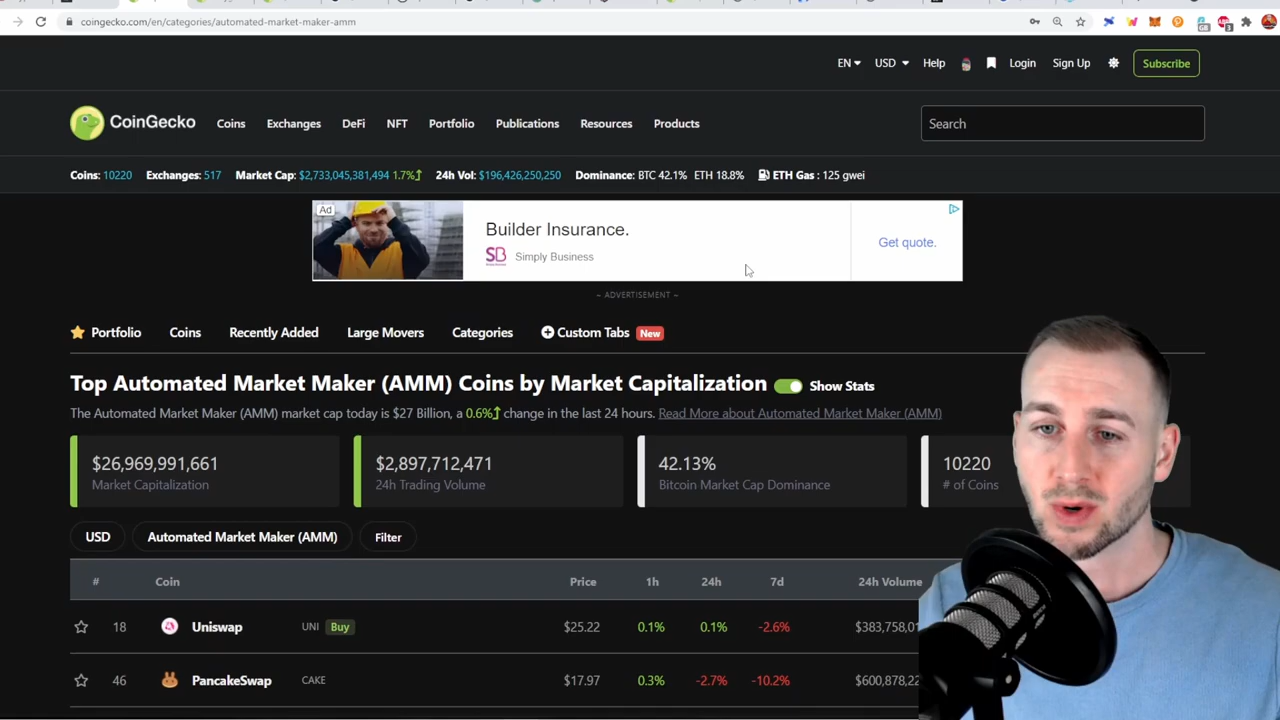 coingecko.com/en/categories/automated-market-maker-amm
EN USD Help Login Sign Up Subscribe
CoinGecko Coins Exchanges DeFi NFT Portfolio Publications Resources Products Search
Coins: 10220 Exchanges: 517 Market Cap: $2,733,045,381,494 1.7% 24h Vol: $196,426,250,250 Dominance: BTC 42.1% ETH 18.8% ETH Gas : 125 gwei
Ad
Builder Insurance.
SB Simply Business
Get quote.
~ ADVERTISEMENT ~
Portfolio Coins Recently Added Large Movers Categories Custom Tabs New
Top Automated Market Maker (AMM) Coins by Market Capitalization Show Stats
The Automated Market Maker (AMM) market cap today is $27 Billion, a 0.6% change in the last 24 hours. Read More about Automated Market Maker (AMM)
$26,969,991,661 $2,897,712,471 42.13% 10220
Market Capitalization 24h Trading Volume Bitcoin Market Cap Dominance # of Coins
USD Automated Market Maker (AMM) Filter
# Coin Price 1h 24h 7d 24h Volume
18 Uniswap UNI Buy $25.22 0.1% 0.1% -2.6% $383,758,01
46 PancakeSwap CAKE $17.97 0.3% -2.7% -10.2% $600,878,22